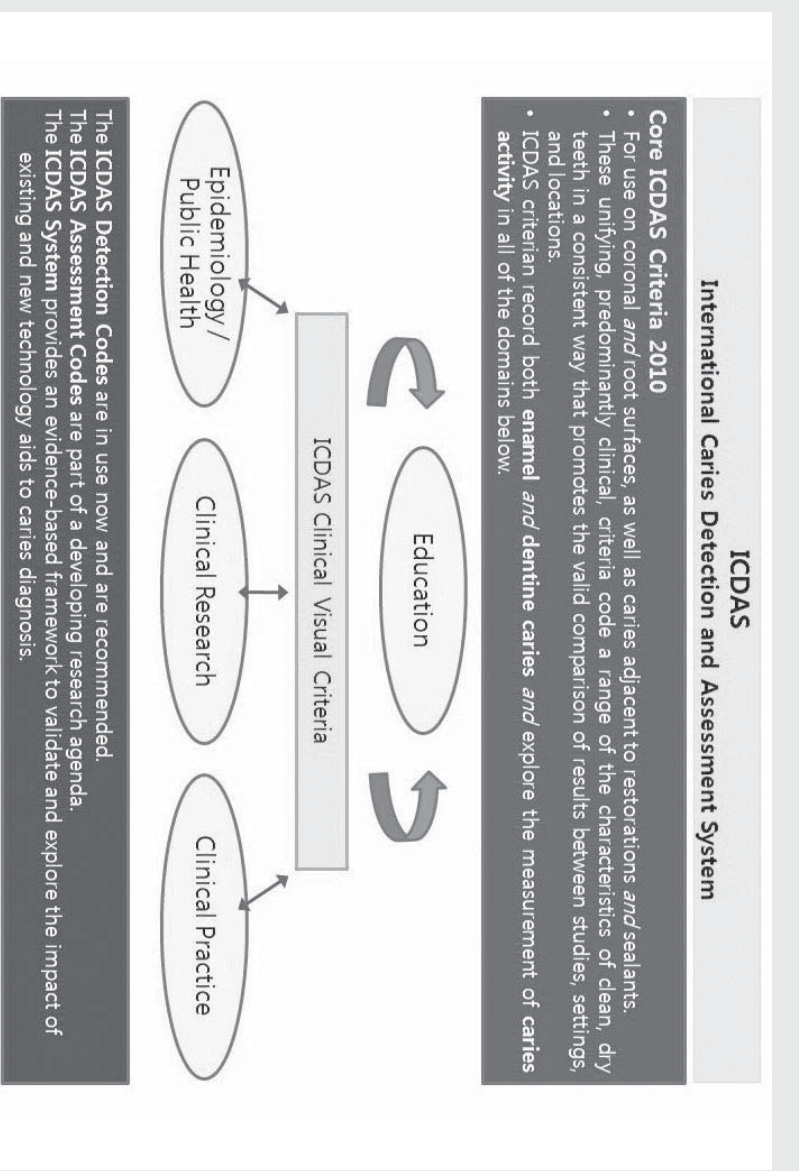 ICDAS
International Caries Detection and Assessment System
Core ICDAS Criteria 2010
• For use on coronal and root surfaces, as well as caries adjacent to restorations and sealants.
• These unifying, predominantly clinical, criteria code a range of the characteristics of clean, dry
teeth in a consistent way that promotes the valid comparison of results between studies, settings,
and locations.
• ICDAS criterian record both enamel and dentine caries and explore the measurement of caries
activity in all of the domains below.
Education
ICDAS Clinical Visual Criteria
Epidemiology /
Public Health
Clinical Research
Clinical Practice
The ICDAS Detection Codes are in use now and are recommended.
The ICDAS Assessment Codes are part of a developing research agenda.
The ICDAS System provides an evidence-based framework to validate and explore the impact of
existing and new technology aids to caries diagnosis.